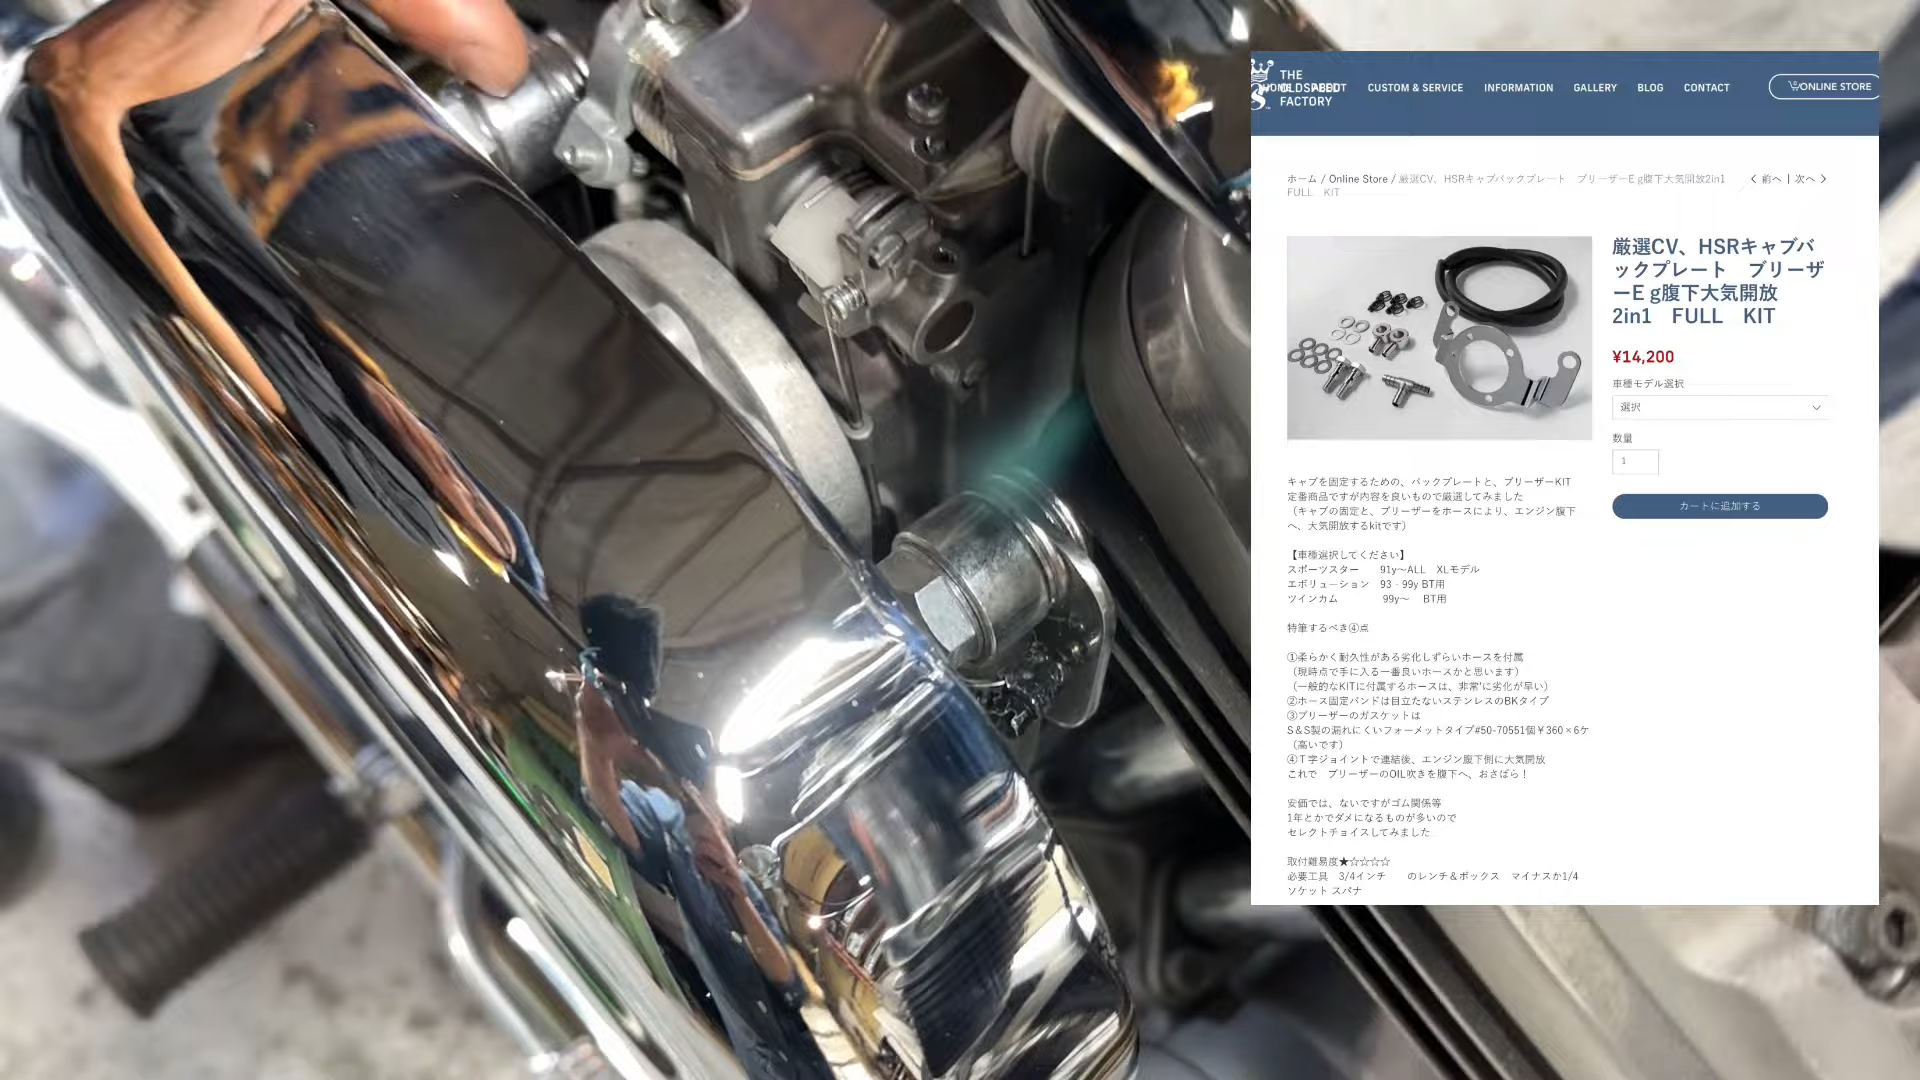 THE
OLDSPEED
FACTORY
HOME
ABOUT
CUSTOM & SERVICE
INFORMATION
GALLERY
BLOG
CONTACT
ONLINE STORE
ホーム / Online Store / 厳選CV、HSRキャブバックプレート　ブリーザーE g腹下大気開放2in1
FULL　KIT
前へ | 次へ
厳選CV、HSRキャブバ
ックプレート　ブリーザ
ーE g腹下大気開放
2in1　FULL　KIT
¥14,200
車種モデル選択
選択
数量
1
カートに追加する
キャブを固定するための、バックプレートと、ブリーザーKIT
定番商品ですが内容を良いもので厳選してみました
（キャブの固定と、ブリーザーをホースにより、エンジン腹下
へ、大気開放するkitです）
【車種選択してください】
スポーツスター　　91y～ALL　XLモデル
エボリューション　93 - 99y BT用
ツインカム　　　　99y～　BT用
特筆するべき④点
①柔らかく耐久性がある劣化しずらいホースを付属
（現時点で手に入る一番良いホースかと思います）
（一般的なKITに付属するホースは、非常に劣化が早い）
②ホース固定バンドは目立たないステンレスのBKタイプ
③ブリーザーのガスケットは
S＆S製の漏れにくいフォーメットタイプ#50-70551個￥360×6ケ
（高いです）
④Ｔ字ジョイントで連結後、エンジン腹下側に大気開放
これで　ブリーザーのOIL吹きを腹下へ、おさばら！
安価では、ないですがゴム関係等
1年とかでダメになるものが多いので
セレクトチョイスしてみました
取付難易度★☆☆☆☆
必要工具　3/4インチ　　のレンチ＆ボックス　マイナスか1/4
ソケット スパナ